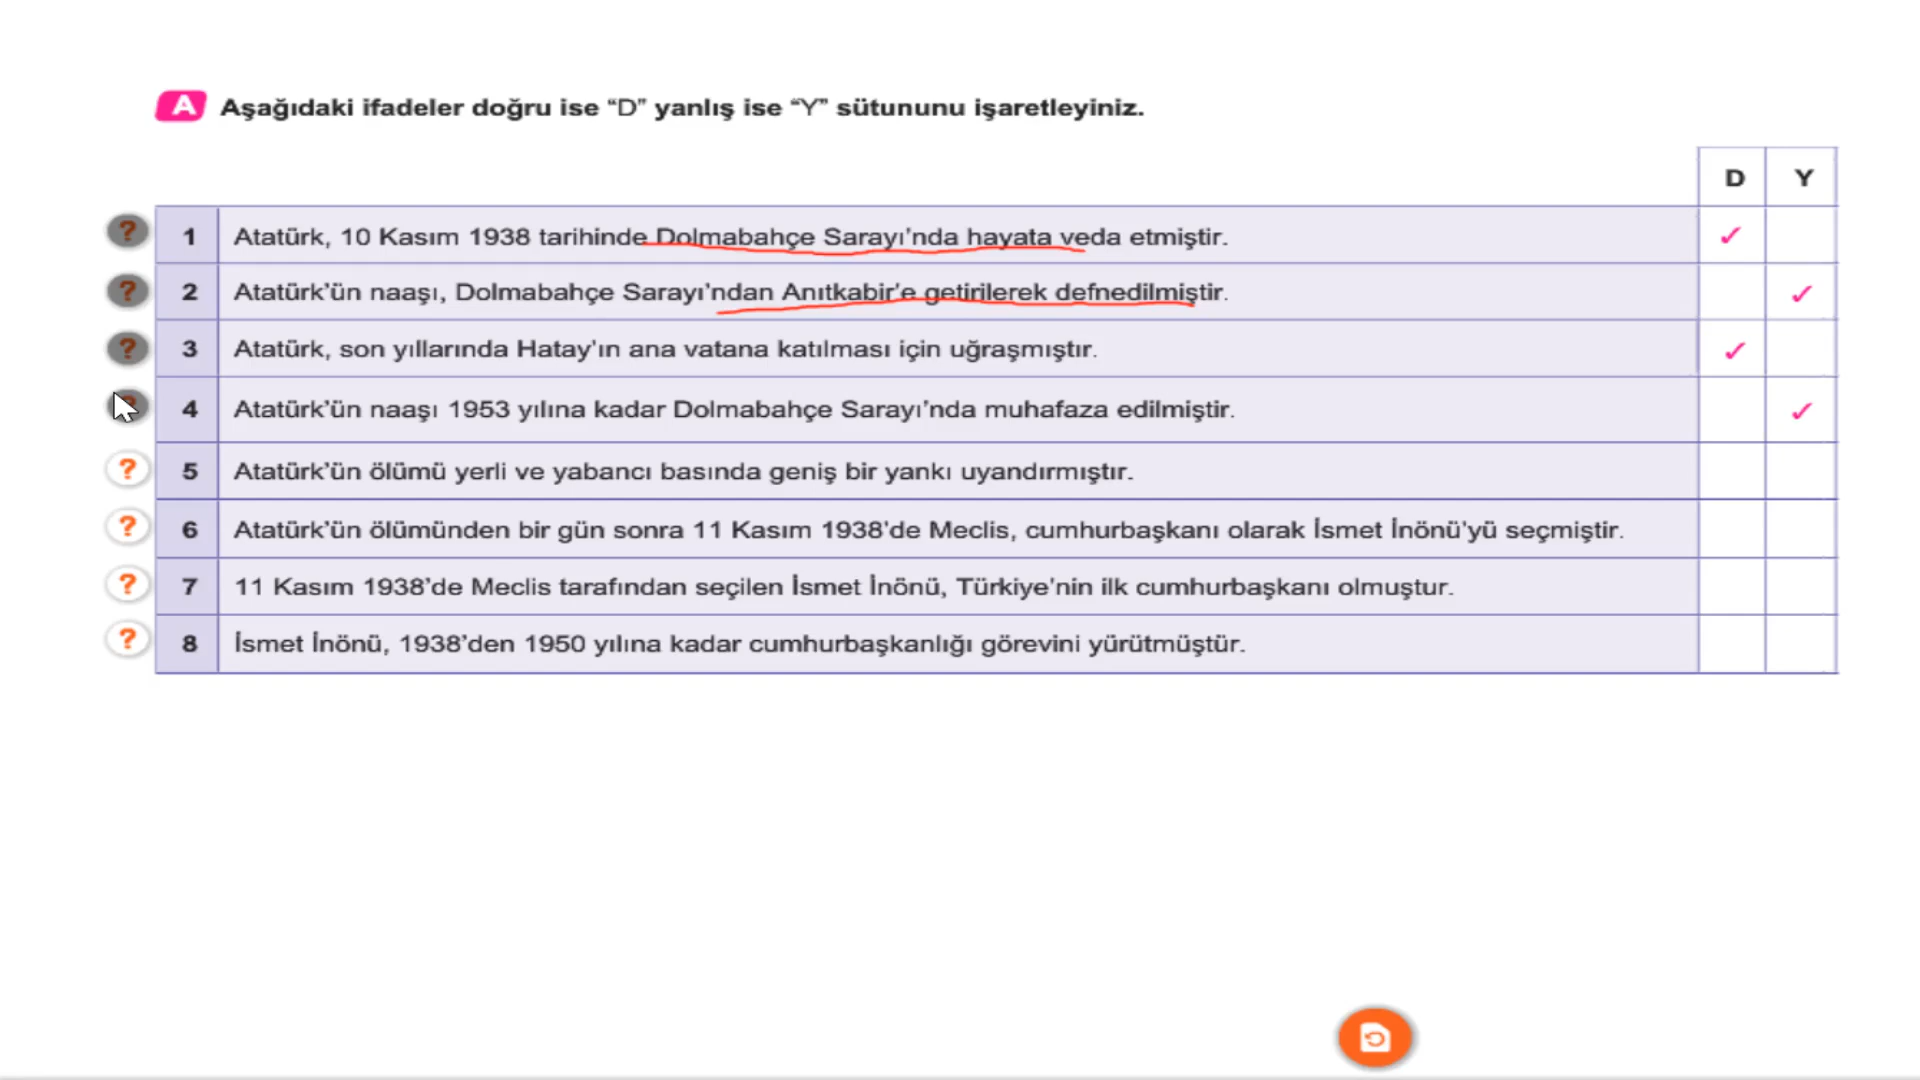 A Aşağıdaki ifadeler doğru ise “D” yanlış ise “Y” sütununu işaretleyiniz.
D Y
? 1 Atatürk, 10 Kasım 1938 tarihinde Dolmabahçe Sarayı’nda hayata veda etmiştir. ✓
? 2 Atatürk’ün naaşı, Dolmabahçe Sarayı’ndan Anıtkabir’e getirilerek defnedilmiştir. ✓
? 3 Atatürk, son yıllarında Hatay’ın ana vatana katılması için uğraşmıştır. ✓
? 4 Atatürk’ün naaşı 1953 yılına kadar Dolmabahçe Sarayı’nda muhafaza edilmiştir. ✓
? 5 Atatürk’ün ölümü yerli ve yabancı basında geniş bir yankı uyandırmıştır.
? 6 Atatürk’ün ölümünden bir gün sonra 11 Kasım 1938’de Meclis, cumhurbaşkanı olarak İsmet İnönü’yü seçmiştir.
? 7 11 Kasım 1938’de Meclis tarafından seçilen İsmet İnönü, Türkiye’nin ilk cumhurbaşkanı olmuştur.
? 8 İsmet İnönü, 1938’den 1950 yılına kadar cumhurbaşkanlığı görevini yürütmüştür.